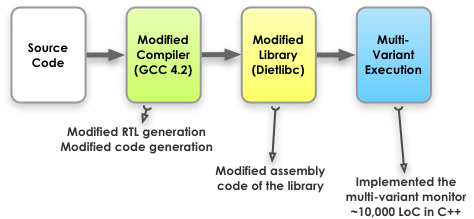 Source
Code
Modified
Compiler
(GCC 4.2)
Modified
Library
(Dietlibc)
Multi-
Variant
Execution
Modified RTL generation
Modified code generation
Modified assembly
code of the library
Implemented the
multi-variant monitor
~10,000 LoC in C++